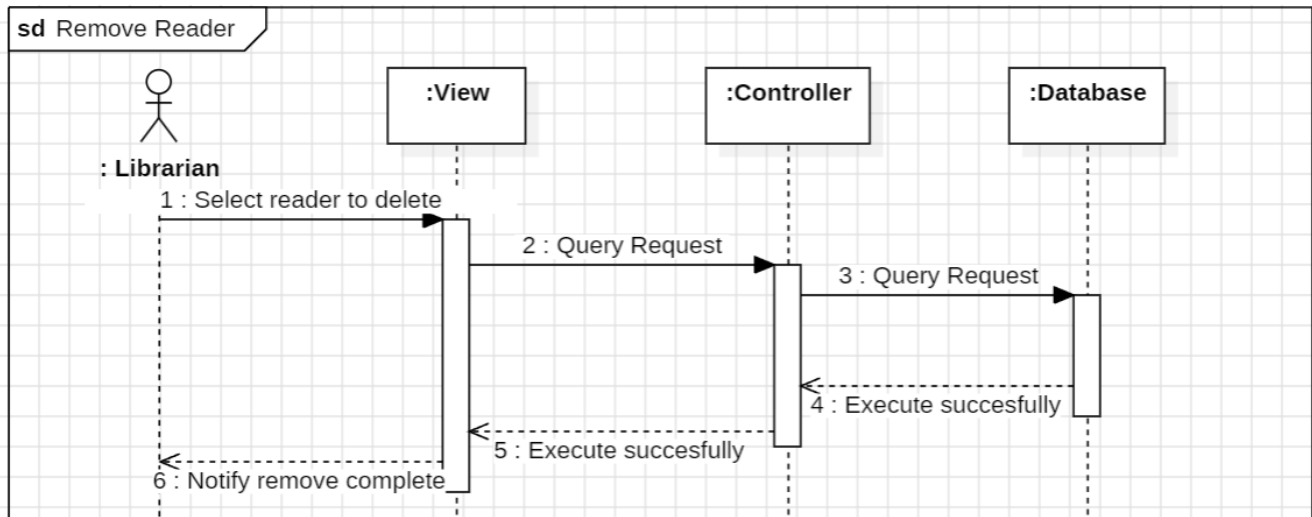 sd Remove Reader
:View
:Controller
:Database
: Librarian
1 : Select reader to delete
2 : Query Request
3 : Query Request
4 : Execute succesfully
5 : Execute succesfully
6 : Notify remove complete